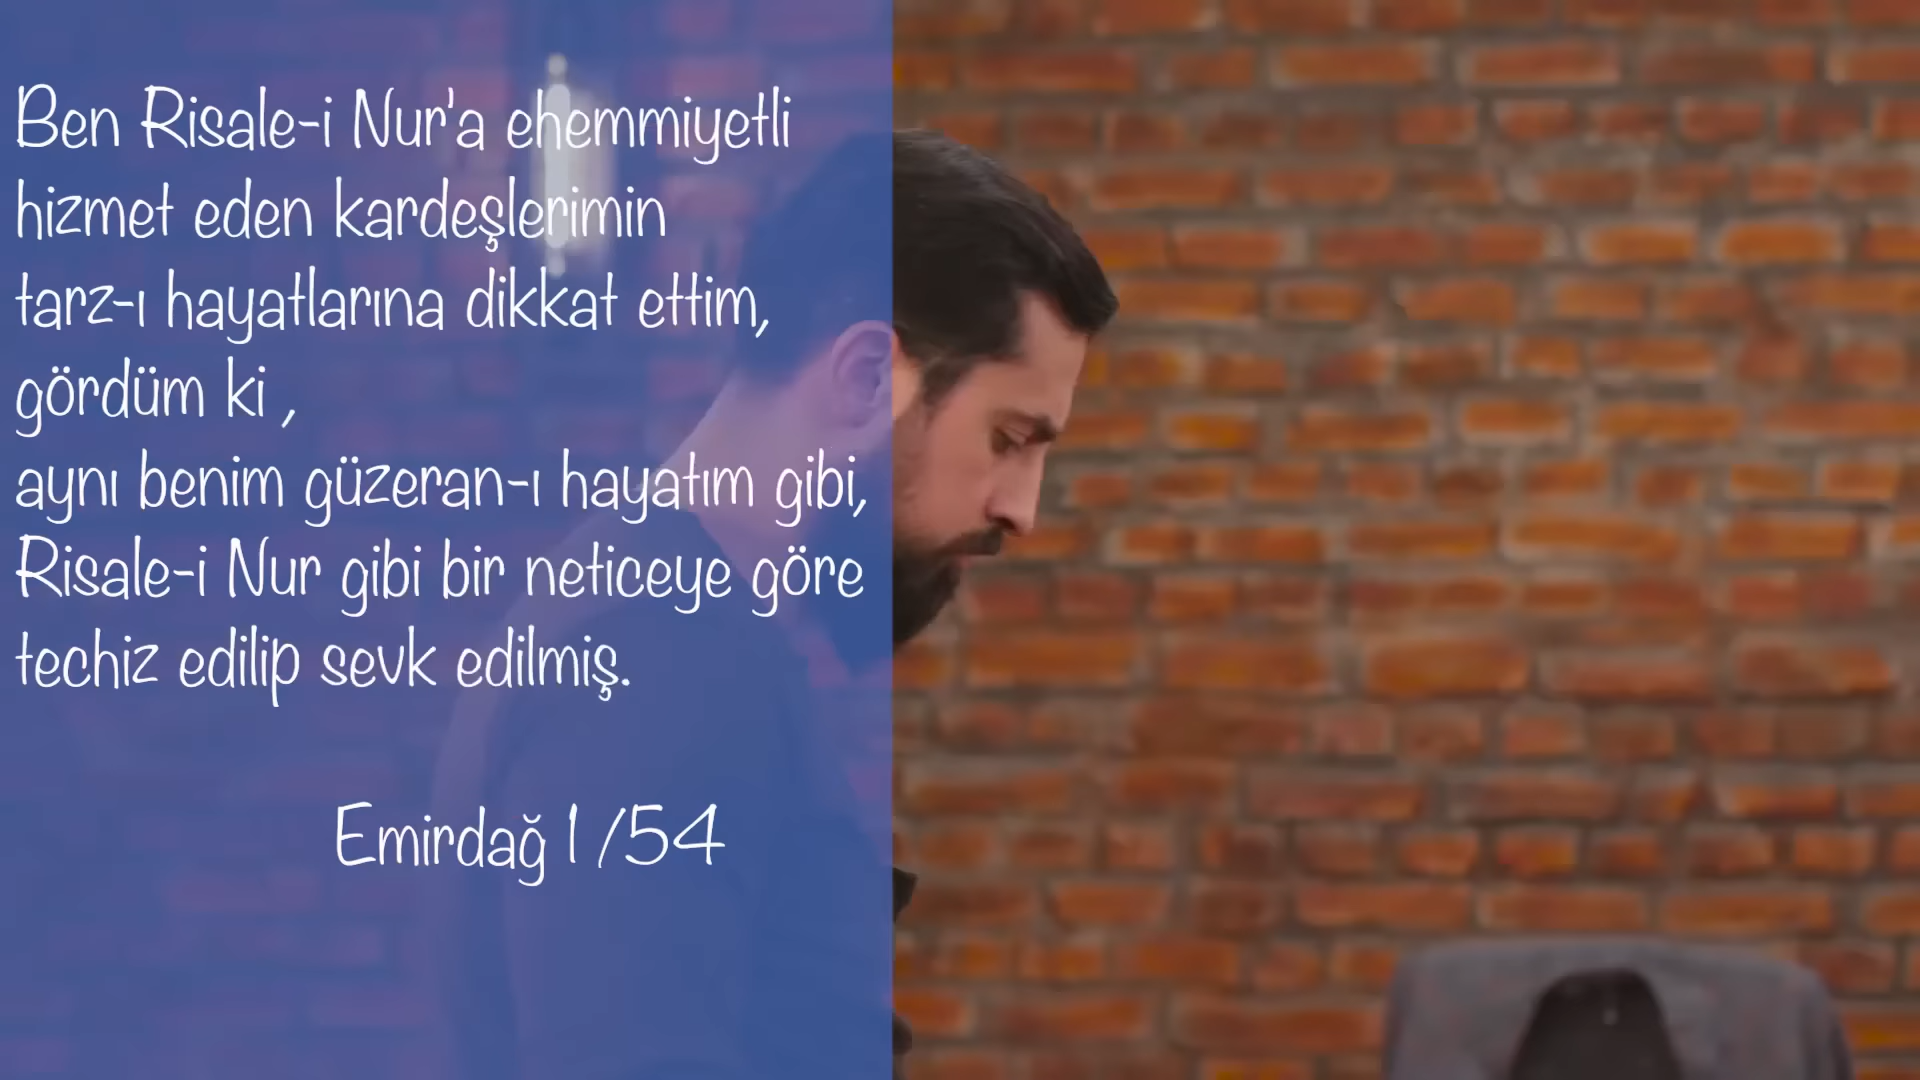 Ben Risale-i Nur'a ehemmiyetli
hizmet eden kardeşlerimin
tarz-ı hayatlarına dikkat ettim,
gördüm ki ,
aynı benim güzeran-ı hayatım gibi,
Risale-i Nur gibi bir neticeye göre
techiz edilip sevk edilmiş.
Emirdağ 1 /54